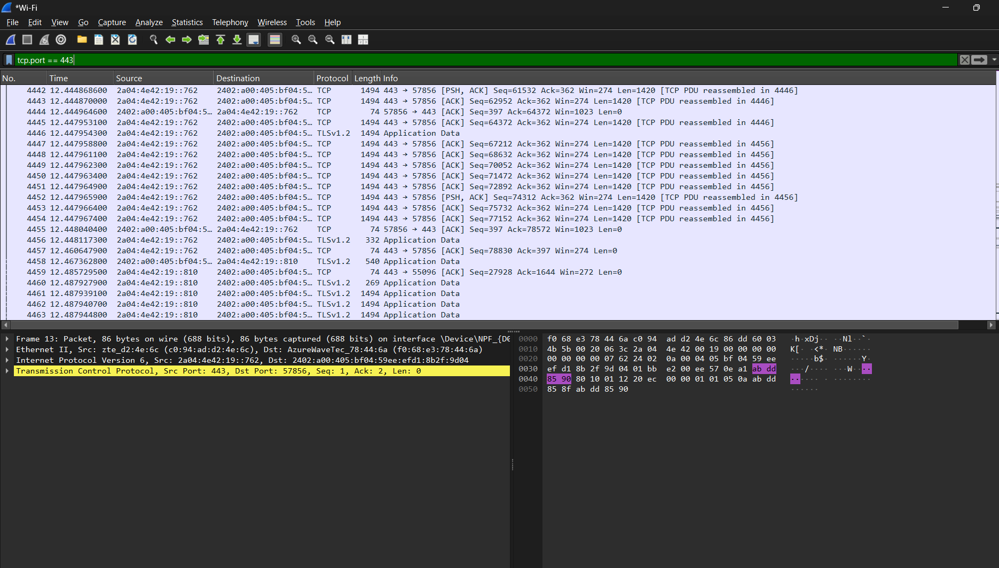 *Wi-Fi
File Edit View Go Capture Analyze Statistics Telephony Wireless Tools Help
tcp.port == 443
No. Time Source Destination Protocol Length Info
4442 12.444868600 2a04:4e42:19::762 2402:a00:405:bf04:5… TCP 1494 443 → 57856 [PSH, ACK] Seq=61532 Ack=362 Win=274 Len=1420 [TCP PDU reassembled in 4446]
4443 12.444870000 2a04:4e42:19::762 2402:a00:405:bf04:5… TCP 1494 443 → 57856 [ACK] Seq=62952 Ack=362 Win=274 Len=1420 [TCP PDU reassembled in 4446]
4444 12.444964600 2402:a00:405:bf04:5… 2a04:4e42:19::762 TCP 74 57856 → 443 [ACK] Seq=397 Ack=64372 Win=1023 Len=0
4445 12.447953100 2a04:4e42:19::762 2402:a00:405:bf04:5… TCP 1494 443 → 57856 [ACK] Seq=64372 Ack=362 Win=274 Len=1420 [TCP PDU reassembled in 4446]
4446 12.447954300 2a04:4e42:19::762 2402:a00:405:bf04:5… TLSv1.2 1494 Application Data
4447 12.447958800 2a04:4e42:19::762 2402:a00:405:bf04:5… TCP 1494 443 → 57856 [ACK] Seq=67212 Ack=362 Win=274 Len=1420 [TCP PDU reassembled in 4456]
4448 12.447961100 2a04:4e42:19::762 2402:a00:405:bf04:5… TCP 1494 443 → 57856 [ACK] Seq=68632 Ack=362 Win=274 Len=1420 [TCP PDU reassembled in 4456]
4449 12.447962300 2a04:4e42:19::762 2402:a00:405:bf04:5… TCP 1494 443 → 57856 [ACK] Seq=70052 Ack=362 Win=274 Len=1420 [TCP PDU reassembled in 4456]
4450 12.447963400 2a04:4e42:19::762 2402:a00:405:bf04:5… TCP 1494 443 → 57856 [ACK] Seq=71472 Ack=362 Win=274 Len=1420 [TCP PDU reassembled in 4456]
4451 12.447964900 2a04:4e42:19::762 2402:a00:405:bf04:5… TCP 1494 443 → 57856 [ACK] Seq=72892 Ack=362 Win=274 Len=1420 [TCP PDU reassembled in 4456]
4452 12.447965900 2a04:4e42:19::762 2402:a00:405:bf04:5… TCP 1494 443 → 57856 [PSH, ACK] Seq=74312 Ack=362 Win=274 Len=1420 [TCP PDU reassembled in 4456]
4453 12.447966400 2a04:4e42:19::762 2402:a00:405:bf04:5… TCP 1494 443 → 57856 [ACK] Seq=75732 Ack=362 Win=274 Len=1420 [TCP PDU reassembled in 4456]
4454 12.447967400 2a04:4e42:19::762 2402:a00:405:bf04:5… TCP 1494 443 → 57856 [ACK] Seq=77152 Ack=362 Win=274 Len=1420 [TCP PDU reassembled in 4456]
4455 12.448040400 2402:a00:405:bf04:5… 2a04:4e42:19::762 TCP 74 57856 → 443 [ACK] Seq=397 Ack=78572 Win=1023 Len=0
4456 12.448117300 2a04:4e42:19::762 2402:a00:405:bf04:5… TLSv1.2 332 Application Data
4457 12.460647900 2a04:4e42:19::762 2402:a00:405:bf04:5… TCP 74 443 → 57856 [ACK] Seq=78830 Ack=397 Win=274 Len=0
4458 12.467362800 2402:a00:405:bf04:5… 2a04:4e42:19::810 TLSv1.2 540 Application Data
4459 12.485729500 2a04:4e42:19::810 2402:a00:405:bf04:5… TCP 74 443 → 55096 [ACK] Seq=27928 Ack=1644 Win=272 Len=0
4460 12.487927900 2a04:4e42:19::810 2402:a00:405:bf04:5… TLSv1.2 269 Application Data
4461 12.487939100 2a04:4e42:19::810 2402:a00:405:bf04:5… TLSv1.2 1494 Application Data
4462 12.487940700 2a04:4e42:19::810 2402:a00:405:bf04:5… TLSv1.2 1494 Application Data
4463 12.487944800 2a04:4e42:19::810 2402:a00:405:bf04:5… TLSv1.2 1494 Application Data
Frame 13: Packet, 86 bytes on wire (688 bits), 86 bytes captured (688 bits) on interface \Device\NPF_{D0
Ethernet II, Src: zte_d2:4e:6c (c0:94:ad:d2:4e:6c), Dst: AzureWaveTec_78:44:6a (f0:68:e3:78:44:6a)
Internet Protocol Version 6, Src: 2a04:4e42:19::762, Dst: 2402:a00:405:bf04:59ee:efd1:8b2f:9d04
Transmission Control Protocol, Src Port: 443, Dst Port: 57856, Seq: 1, Ack: 2, Len: 0
0000 f0 68 e3 78 44 6a c0 94 ad d2 4e 6c 86 dd 60 03 ·h·xDj·· ··Nl··`·
0010 4b 5b 00 20 06 3c 2a 04 4e 42 00 19 00 00 00 00 K[· ·<*· NB······
0020 00 00 00 00 07 62 24 02 0a 00 04 05 bf 04 59 ee ·····b$· ······Y·
0030 ef d1 8b 2f 9d 04 01 bb e2 00 ee 57 0e a1 ab dd ···/···· ···W····
0040 85 90 80 10 01 12 20 ec 00 00 01 01 05 0a ab dd ······ · ········
0050 85 8f ab dd 85 90 ······